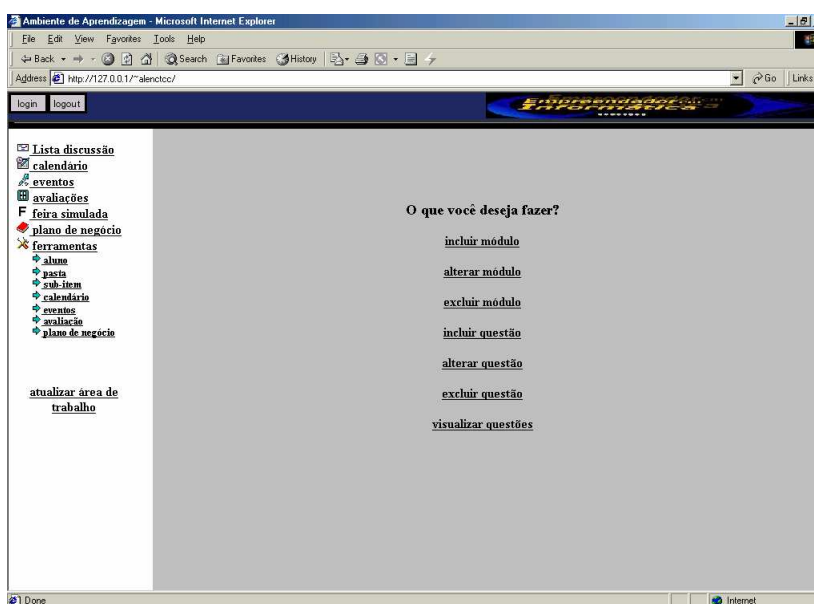 Ambiente de Aprendizagem - Microsoft Internet Explorer
File Edit View Favorites Tools Help
Back Search Favorites History
Address http://127.0.0.1/~alenctcc/ Go Links
login logout
Empreendedor
Informática
Lista discussão
calendário
eventos
avaliações
F feira simulada
plano de negócio
ferramentas
aluno
pasta
sub-item
calendário
eventos
avaliação
plano de negócio
atualizar área de
trabalho
O que você deseja fazer?
incluir módulo
alterar módulo
excluir módulo
incluir questão
alterar questão
excluir questão
visualizar questões
Done Internet